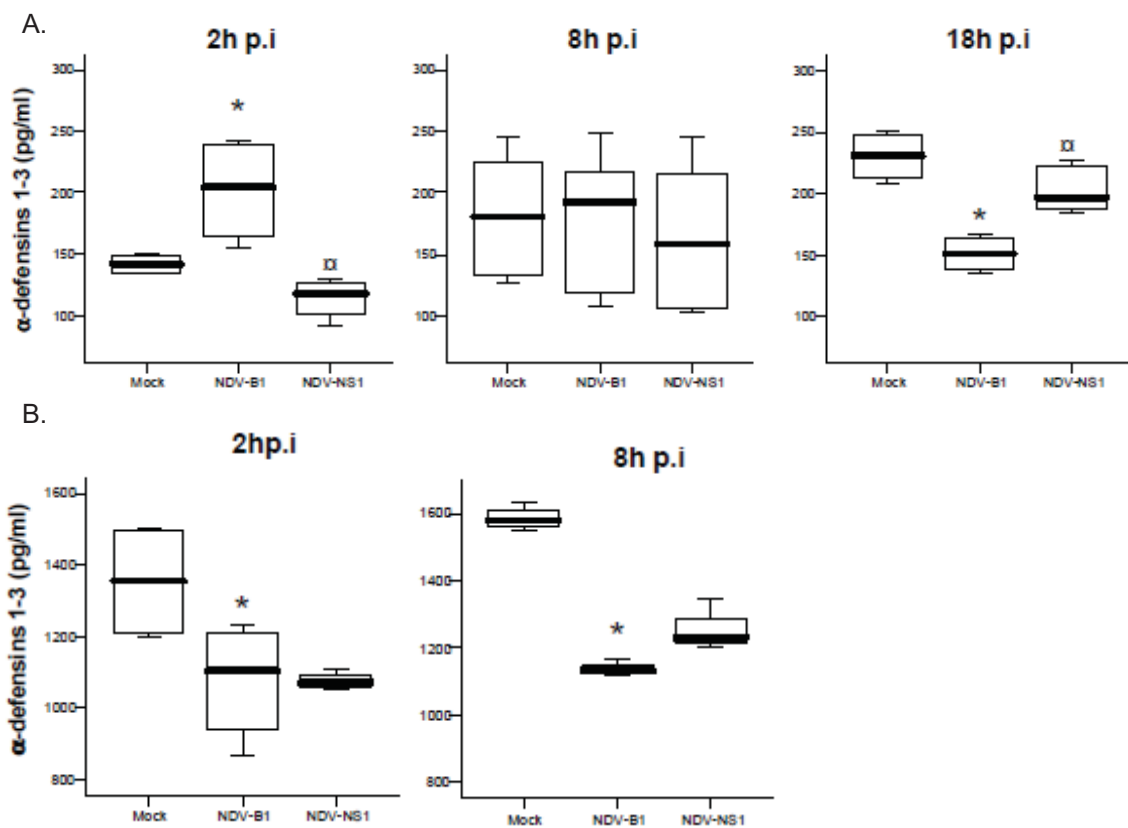 A.
2h p.i
8h p.i
18h p.i
α-defensins 1-3 (pg/ml)
300
250
200
150
100
*
¤
Mock
NDV-B1
NDV-NS1
300
250
200
150
100
Mock
NDV-B1
NDV-NS1
300
250
200
150
100
*
¤
Mock
NDV-B1
NDV-NS1
B.
2hp.i
8h p.i
α-defensins 1-3 (pg/ml)
1600
1400
1200
1000
800
*
Mock
NDV-B1
NDV-NS1
1600
1400
1200
1000
800
*
Mock
NDV-B1
NDV-NS1